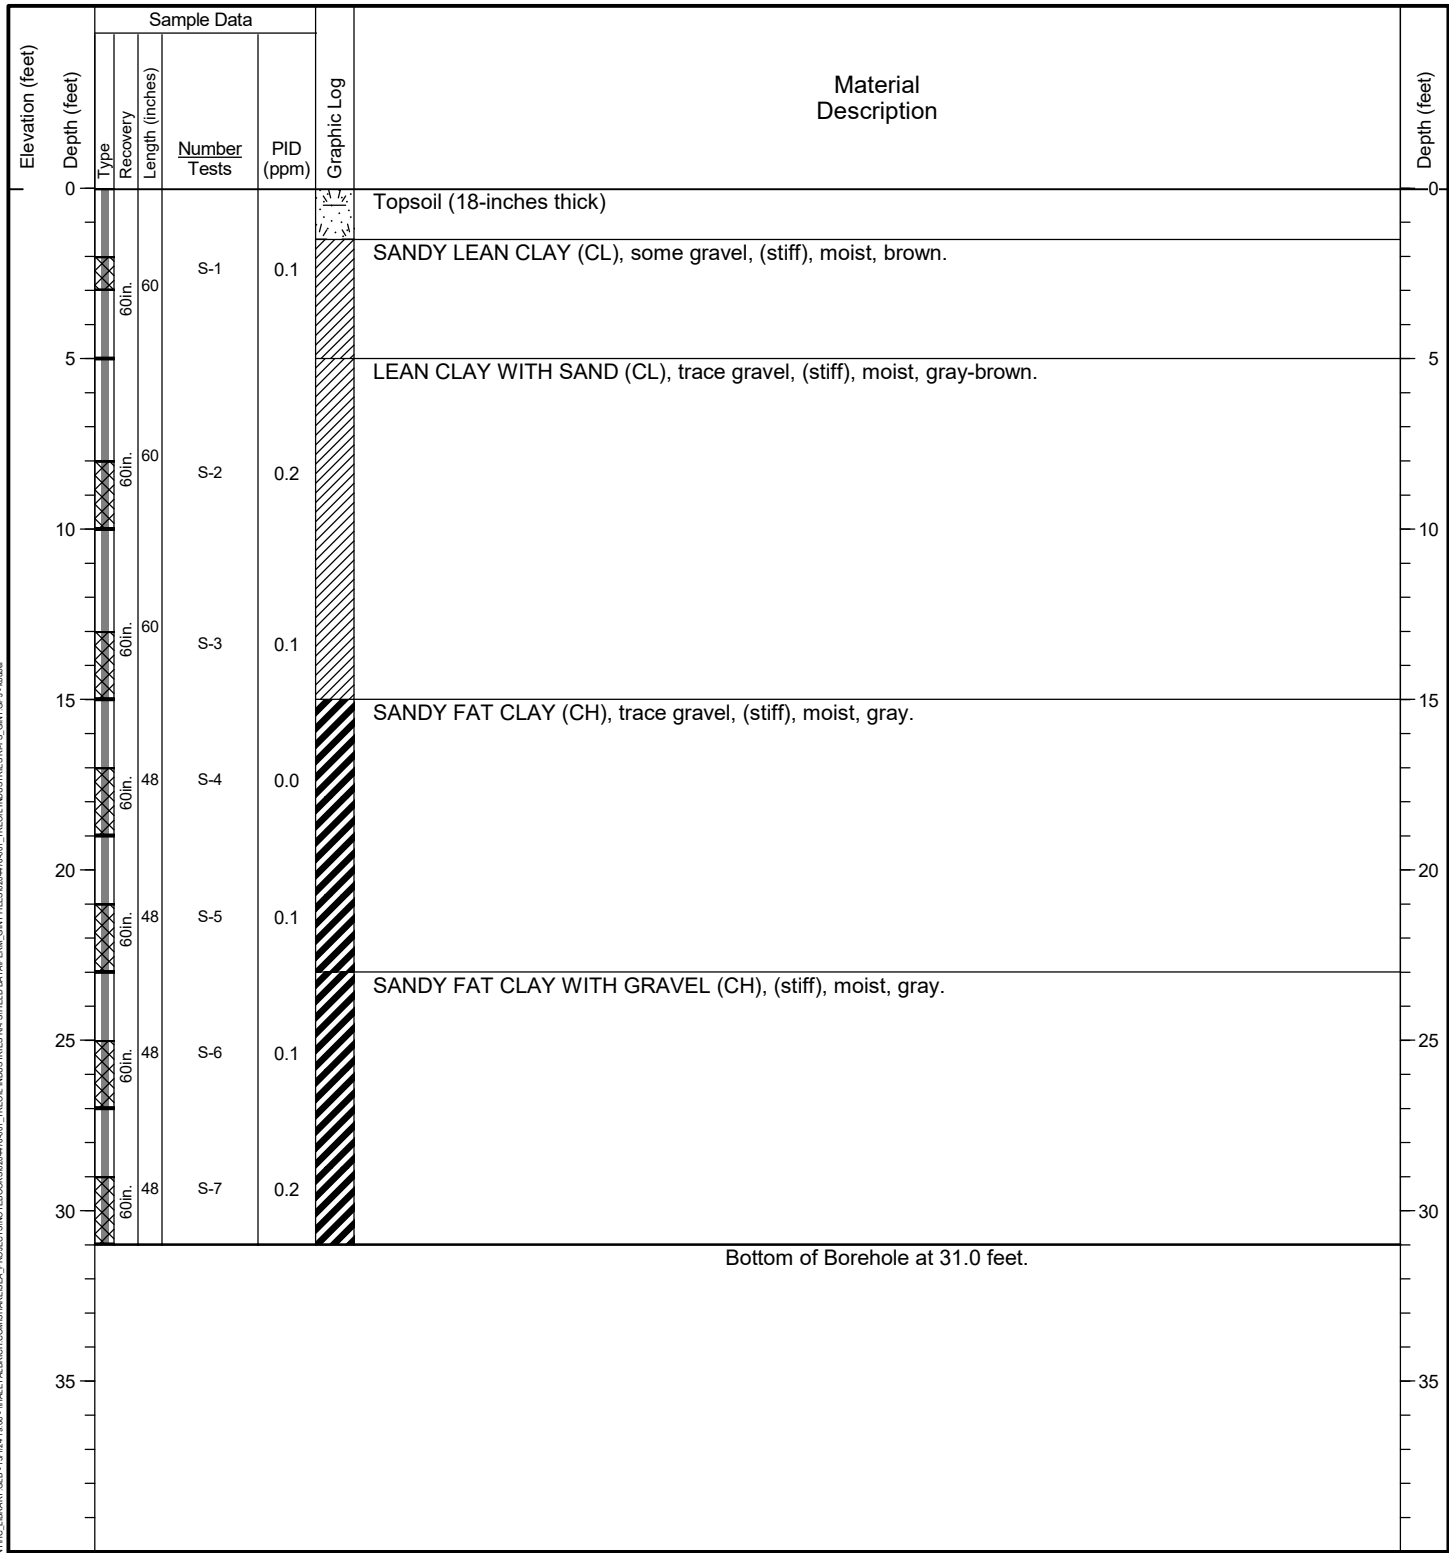 Sample Data
Elevation (feet)
Depth (feet)
Type
Recovery
Length (inches)
Number
Tests
PID
(ppm)
Graphic Log
Material
Description
Depth (feet)
0
Topsoil (18-inches thick)
0
SANDY LEAN CLAY (CL), some gravel, (stiff), moist, brown.
60in.
60
S-1
0.1
5
5
LEAN CLAY WITH SAND (CL), trace gravel, (stiff), moist, gray-brown.
60in.
60
S-2
0.2
10
10
60in.
60
S-3
0.1
15
15
SANDY FAT CLAY (CH), trace gravel, (stiff), moist, gray.
60in.
48
S-4
0.0
20
20
60in.
48
S-5
0.1
SANDY FAT CLAY WITH GRAVEL (CH), (stiff), moist, gray.
25
25
60in.
48
S-6
0.1
60in.
48
S-7
0.2
30
30
Bottom of Borehole at 31.0 feet.
35
35